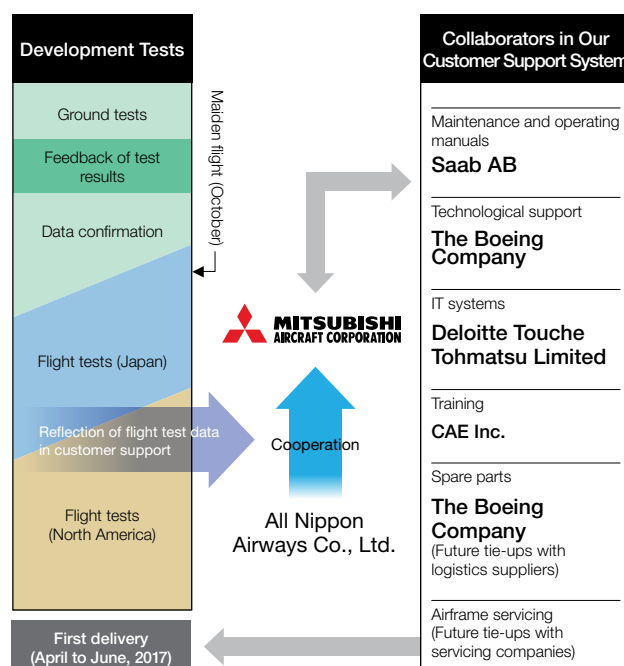 Development Tests
Ground tests
Feedback of test
results
Data confirmation
Maiden flight (October)
Flight tests (Japan)
Reflection of flight test data
in customer support
Flight tests
(North America)
First delivery
(April to June, 2017)
MITSUBISHI
AIRCRAFT CORPORATION
Cooperation
All Nippon
Airways Co., Ltd.
Collaborators in Our
Customer Support System
Maintenance and operating
manuals
Saab AB
Technological support
The Boeing
Company
IT systems
Deloitte Touche
Tohmatsu Limited
Training
CAE Inc.
Spare parts
The Boeing
Company
(Future tie-ups with
logistics suppliers)
Airframe servicing
(Future tie-ups with
servicing companies)